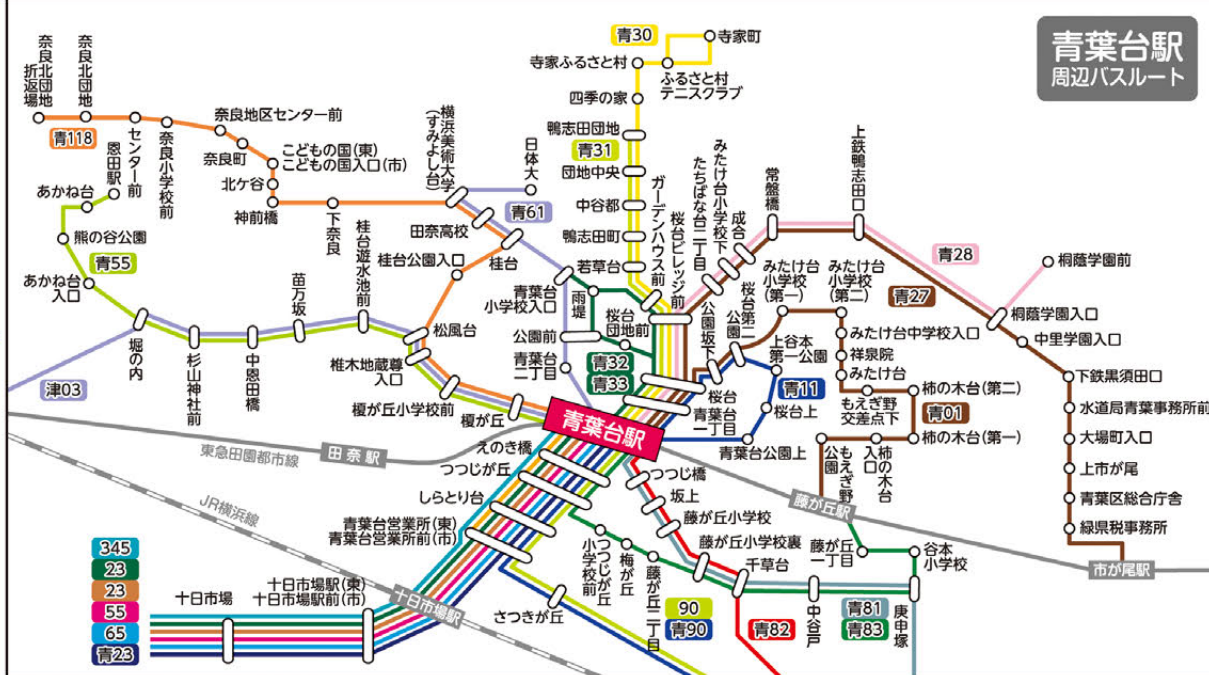 青葉台駅
周辺バスルート
奈良北団地
折返場
奈良北団地
青118
センター前
奈良小学校前
奈良地区センター前
奈良町
こどもの国(東)
こどもの国入口(市)
北ケ谷
神前橋
下奈良
横浜美術大学
(すみよし台)
日体大
青61
田奈高校
桂台
桂台公園入口
松風台
恩田駅
あかね台
熊の谷公園
青55
あかね台
入口
堀の内
杉山神社前
中恩田橋
苗万坂
桂台遊水池前
椎木地蔵尊
入口
榎が丘小学校前
榎が丘
津03
青30
寺家町
寺家ふるさと村
ふるさと村
テニスクラブ
四季の家
鴨志田団地
青31
団地中央
中谷都
鴨志田町
若草台
ガーデンハウス前
桜台ビレッジ前
青葉台
小学校入口
雨堤
桜台
団地前
公園前
青葉台
二丁目
青32
青33
たちばな台二丁目
みたけ台小学校下
成合
常盤橋
上鉄鴨志田口
青28
桐蔭学園前
青27
桐蔭学園入口
中里学園入口
下鉄黒須田口
水道局青葉事務所前
大場町入口
上市が尾
青葉区総合庁舎
緑県税事務所
市が尾駅
公園坂下
桜台第二
公園
みたけ台
小学校
(第一)
みたけ台
小学校
(第二)
みたけ台中学校入口
祥泉院
みたけ台
もえぎ野
交差点下
柿の木台(第二)
青01
柿の木台(第一)
柿の木台
入口
もえぎ野
公園
上谷本
第一公園
青11
桜台上
青葉台公園上
桜台
青葉台
一丁目
青葉台駅
東急田園都市線
田奈駅
藤が丘駅
JR横浜線
十日市場駅
えのき橋
つつじが丘
しらとり台
青葉台営業所(東)
青葉台営業所前(市)
十日市場駅(東)
十日市場駅前(市)
十日市場
345
23
23
55
65
青23
さつきが丘
つつじが丘
小学校前
梅が丘
藤が丘二丁目
90
青90
つつじ橋
坂上
藤が丘小学校
藤が丘小学校裏
千草台
青82
中谷戸
青81
青83
庚申塚
谷本
小学校
藤が丘
一丁目